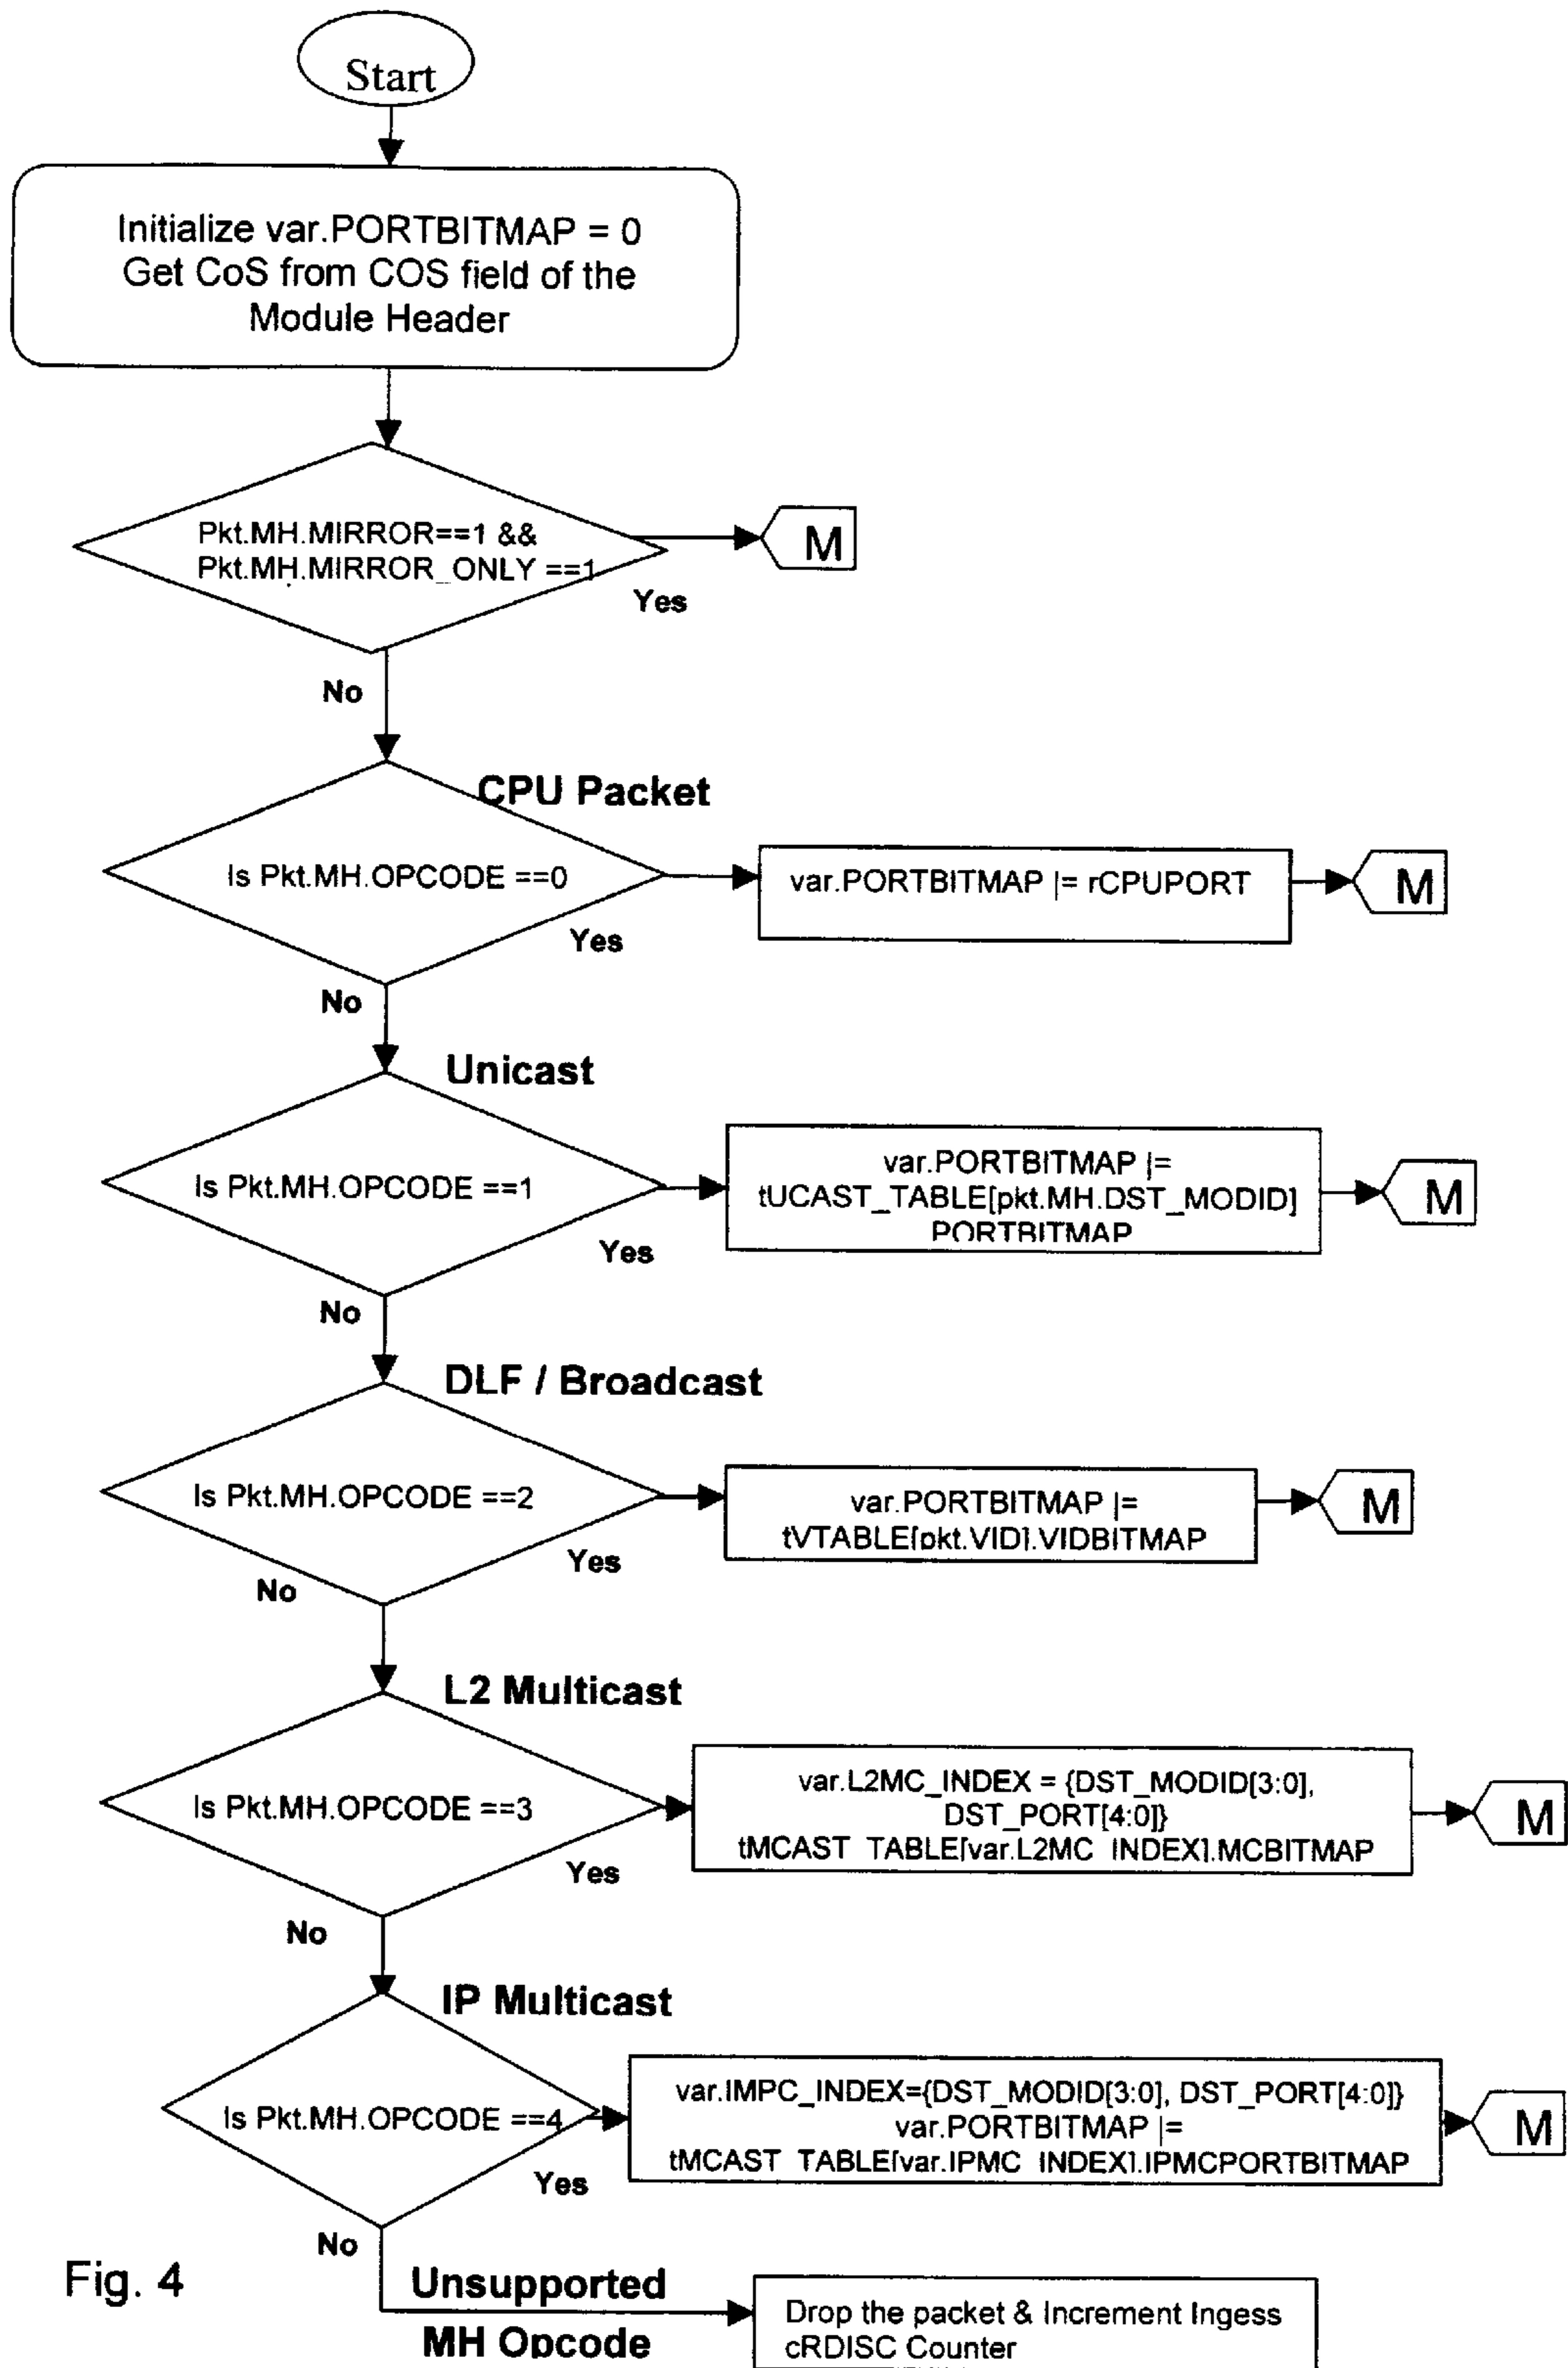 Start
Initialize var.PORTBITMAP = 0
Get CoS from COS field of the
Module Header
Pkt.MH.MIRROR==1 &&
Pkt.MH.MIRROR_ONLY ==1
M
Yes
No
CPU Packet
Is Pkt.MH.OPCODE ==0
var.PORTBITMAP |= rCPUPORT
M
Yes
No
Unicast
Is Pkt.MH.OPCODE ==1
var.PORTBITMAP |=
tUCAST_TABLE[pkt.MH.DST_MODID]
PORTBITMAP
M
Yes
No
DLF / Broadcast
Is Pkt.MH.OPCODE ==2
var.PORTBITMAP |=
tVTABLE[pkt.VID].VIDBITMAP
M
Yes
No
L2 Multicast
Is Pkt.MH.OPCODE ==3
var.L2MC_INDEX = {DST_MODID[3:0],
DST_PORT[4:0]}
tMCAST_TABLE[var.L2MC_INDEX].MCBITMAP
M
Yes
No
IP Multicast
Is Pkt.MH.OPCODE ==4
var.IMPC_INDEX={DST_MODID[3:0], DST_PORT[4:0]}
var.PORTBITMAP |=
tMCAST_TABLE[var.IPMC_INDEX].IPMCPORTBITMAP
M
Yes
No
Fig. 4
Unsupported
MH Opcode
Drop the packet & Increment Ingess
cRDISC Counter